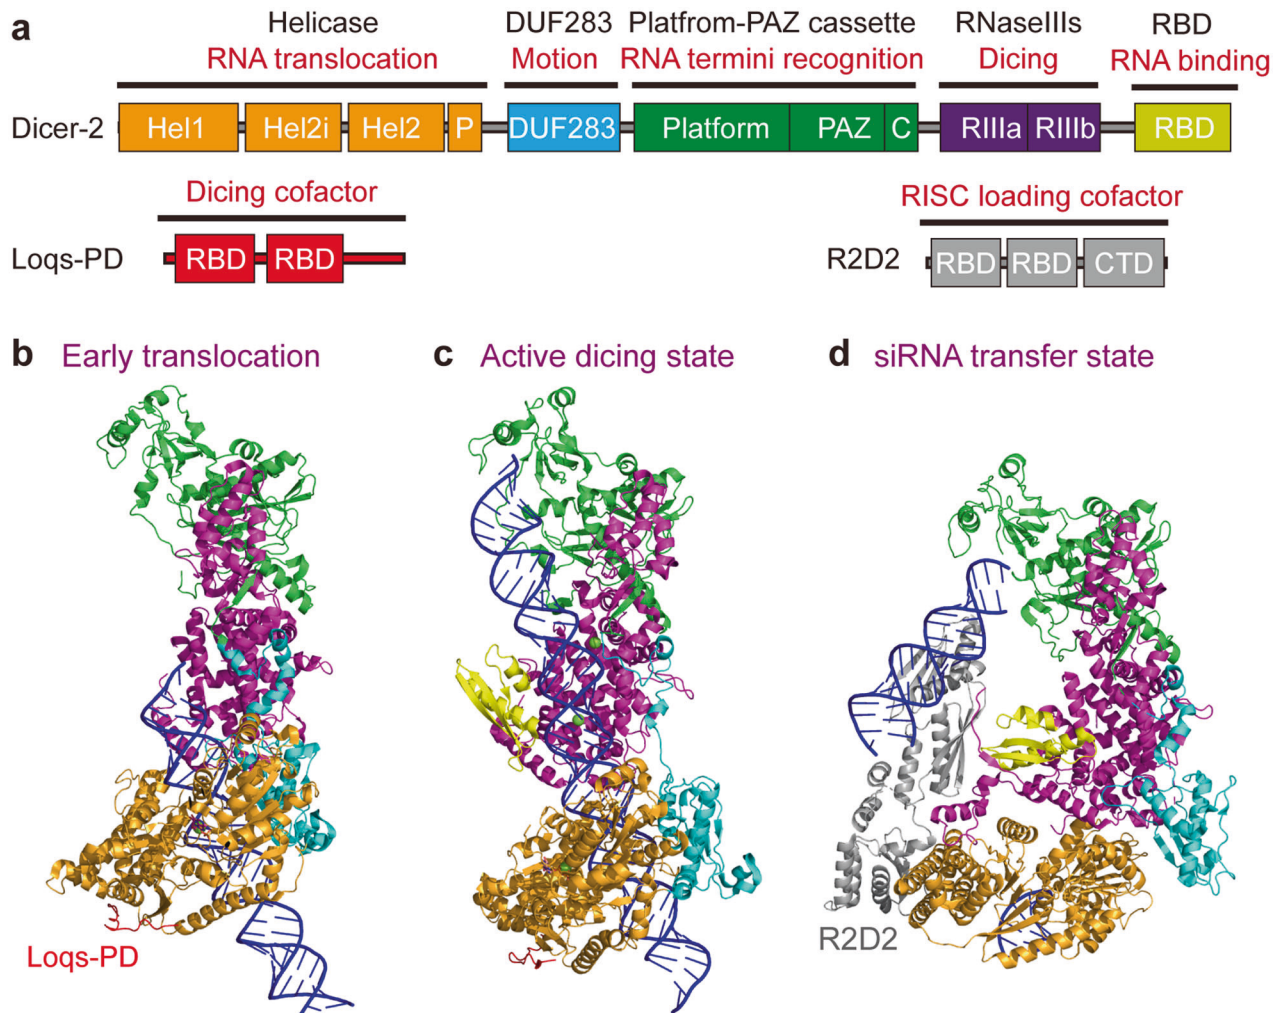 a
Helicase DUF283 Platfrom-PAZ cassette RNaseIIIs RBD
RNA translocation Motion RNA termini recognition Dicing RNA binding
Dicer-2 Hel1 Hel2i Hel2 P DUF283 Platform PAZ C RIIIa RIIIb RBD
Dicing cofactor RISC loading cofactor
Loqs-PD RBD RBD R2D2 RBD RBD CTD
b Early translocation c Active dicing state d siRNA transfer state
Loqs-PD R2D2